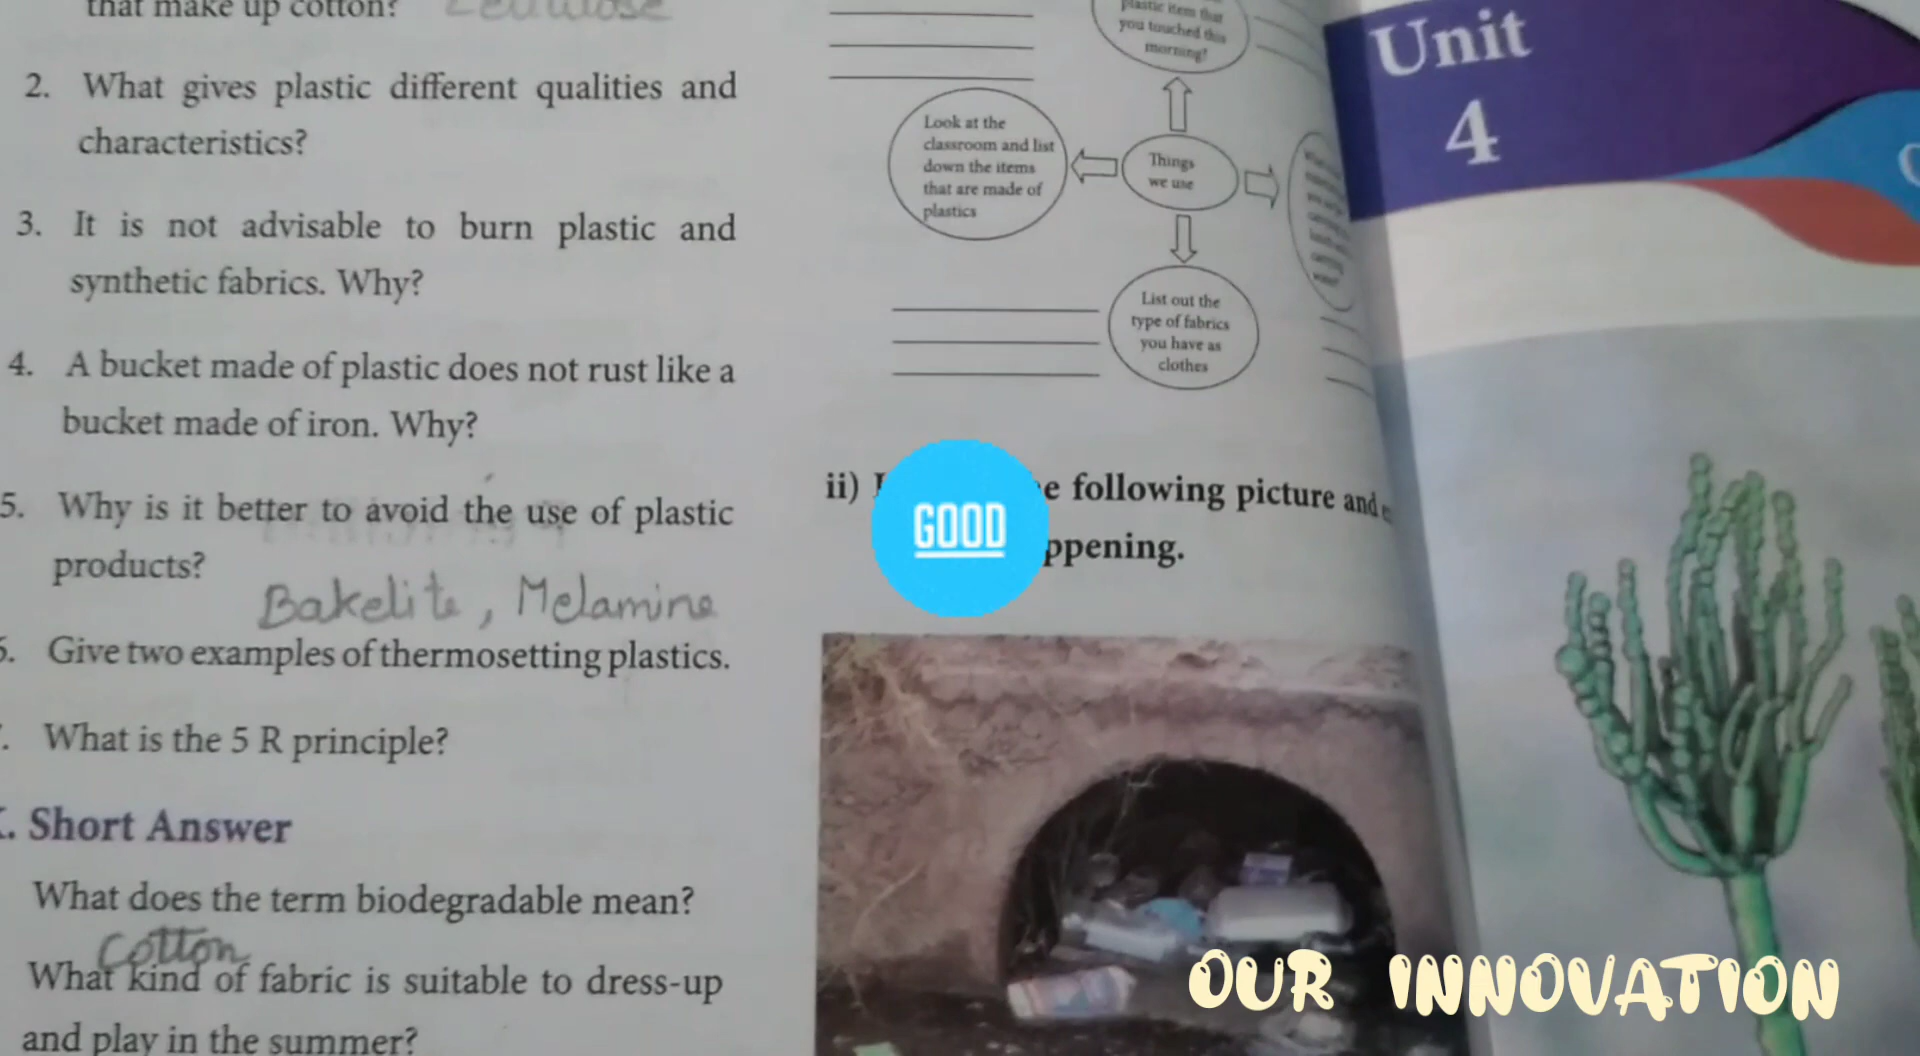 that make up cotton? Cellulose
2. What gives plastic different qualities and
characteristics?
3. It is not advisable to burn plastic and
synthetic fabrics. Why?
4. A bucket made of plastic does not rust like a
bucket made of iron. Why?
5. Why is it better to avoid the use of plastic
products?
Bakelite, Melamine
Give two examples of thermosetting plastics.
What is the 5 R principle?
. Short Answer
What does the term biodegradable mean?
Cotton
What kind of fabric is suitable to dress-up
and play in the summer?
plastic item that
you touched this
morning?
Look at the
classroom and list
down the items
that are made of
plastics
Things
we use
List out the
type of fabrics
you have as
clothes
ii)
following picture and
ppening.
GOOD
Unit
4
OUR INNOVATION